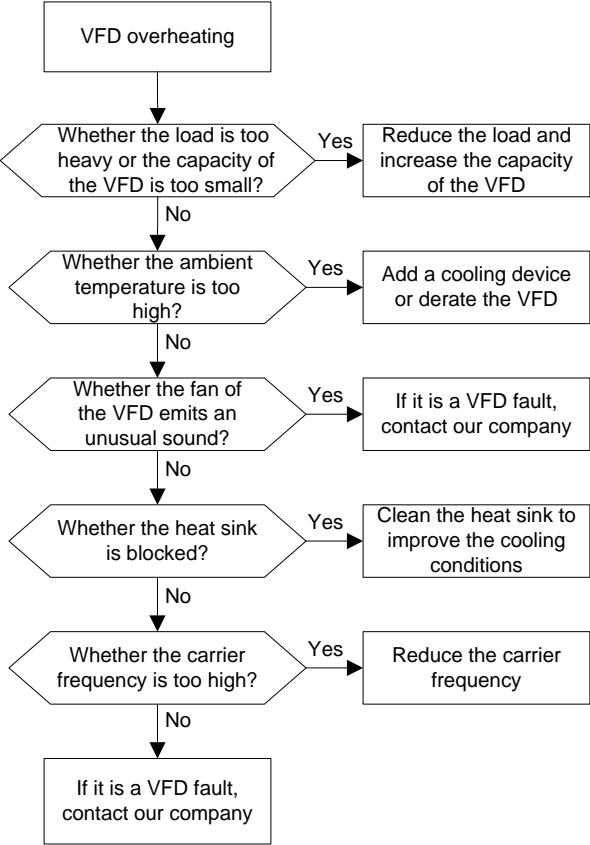 VFD overheating
Whether the load is too
heavy or the capacity of
the VFD is too small?
Yes
Reduce the load and
increase the capacity
of the VFD
No
Whether the ambient
temperature is too
high?
Yes
Add a cooling device
or derate the VFD
No
Whether the fan of
the VFD emits an
unusual sound?
Yes
If it is a VFD fault,
contact our company
No
Whether the heat sink
is blocked?
Yes
Clean the heat sink to
improve the cooling
conditions
No
Whether the carrier
frequency is too high?
Yes
Reduce the carrier
frequency
No
If it is a VFD fault,
contact our company